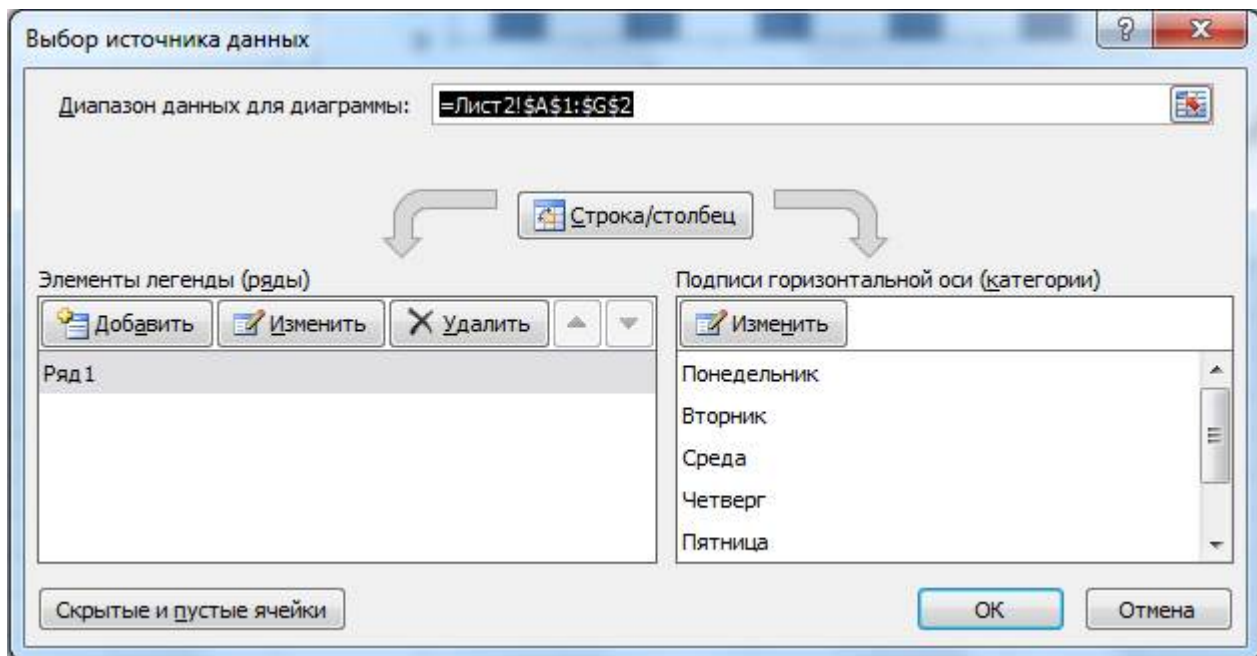 Выбор источника данных
Диапазон данных для диаграммы: =Лист2!$A$1:$G$2
Строка/столбец
Элементы легенды (ряды)
Добавить Изменить Удалить
Ряд1
Подписи горизонтальной оси (категории)
Изменить
Понедельник
Вторник
Среда
Четверг
Пятница
Скрытые и пустые ячейки
ОК Отмена